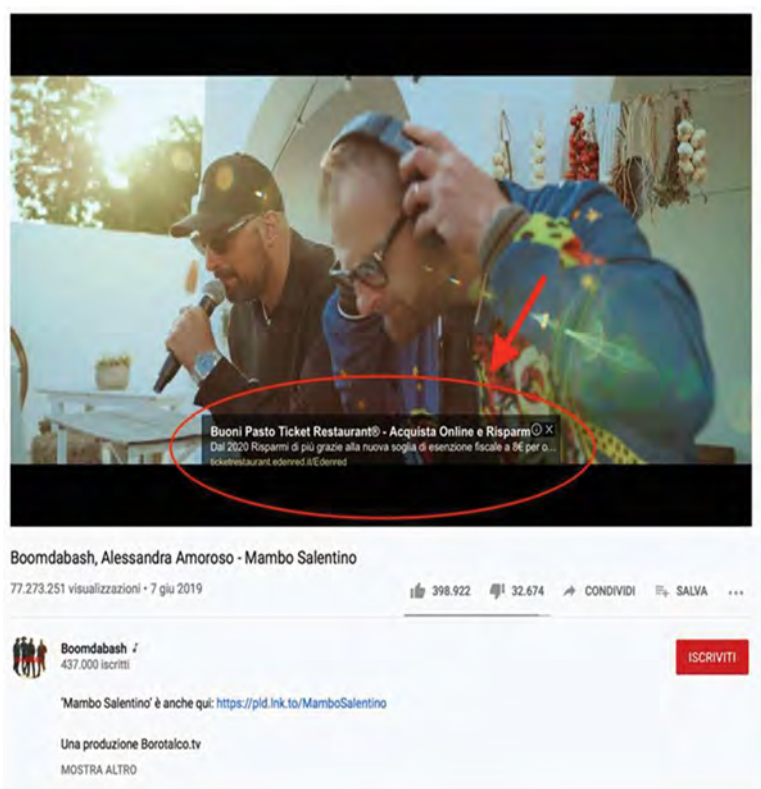 Buoni Pasto Ticket Restaurant® - Acquista Online e Risparm
Dal 2020 Risparmi di più grazie alla nuova soglia di esenzione fiscale a 8€ per o...
ticketrestaurant.edenred.it/Edenred
Boomdabash, Alessandra Amoroso - Mambo Salentino
77.273.251 visualizzazioni • 7 giu 2019
398.922 32.674 CONDIVIDI SALVA ...
Boomdabash
437.000 iscritti
ISCRIVITI
'Mambo Salentino' è anche qui: https://pld.lnk.to/MamboSalentino
Una produzione Borotalco.tv
MOSTRA ALTRO